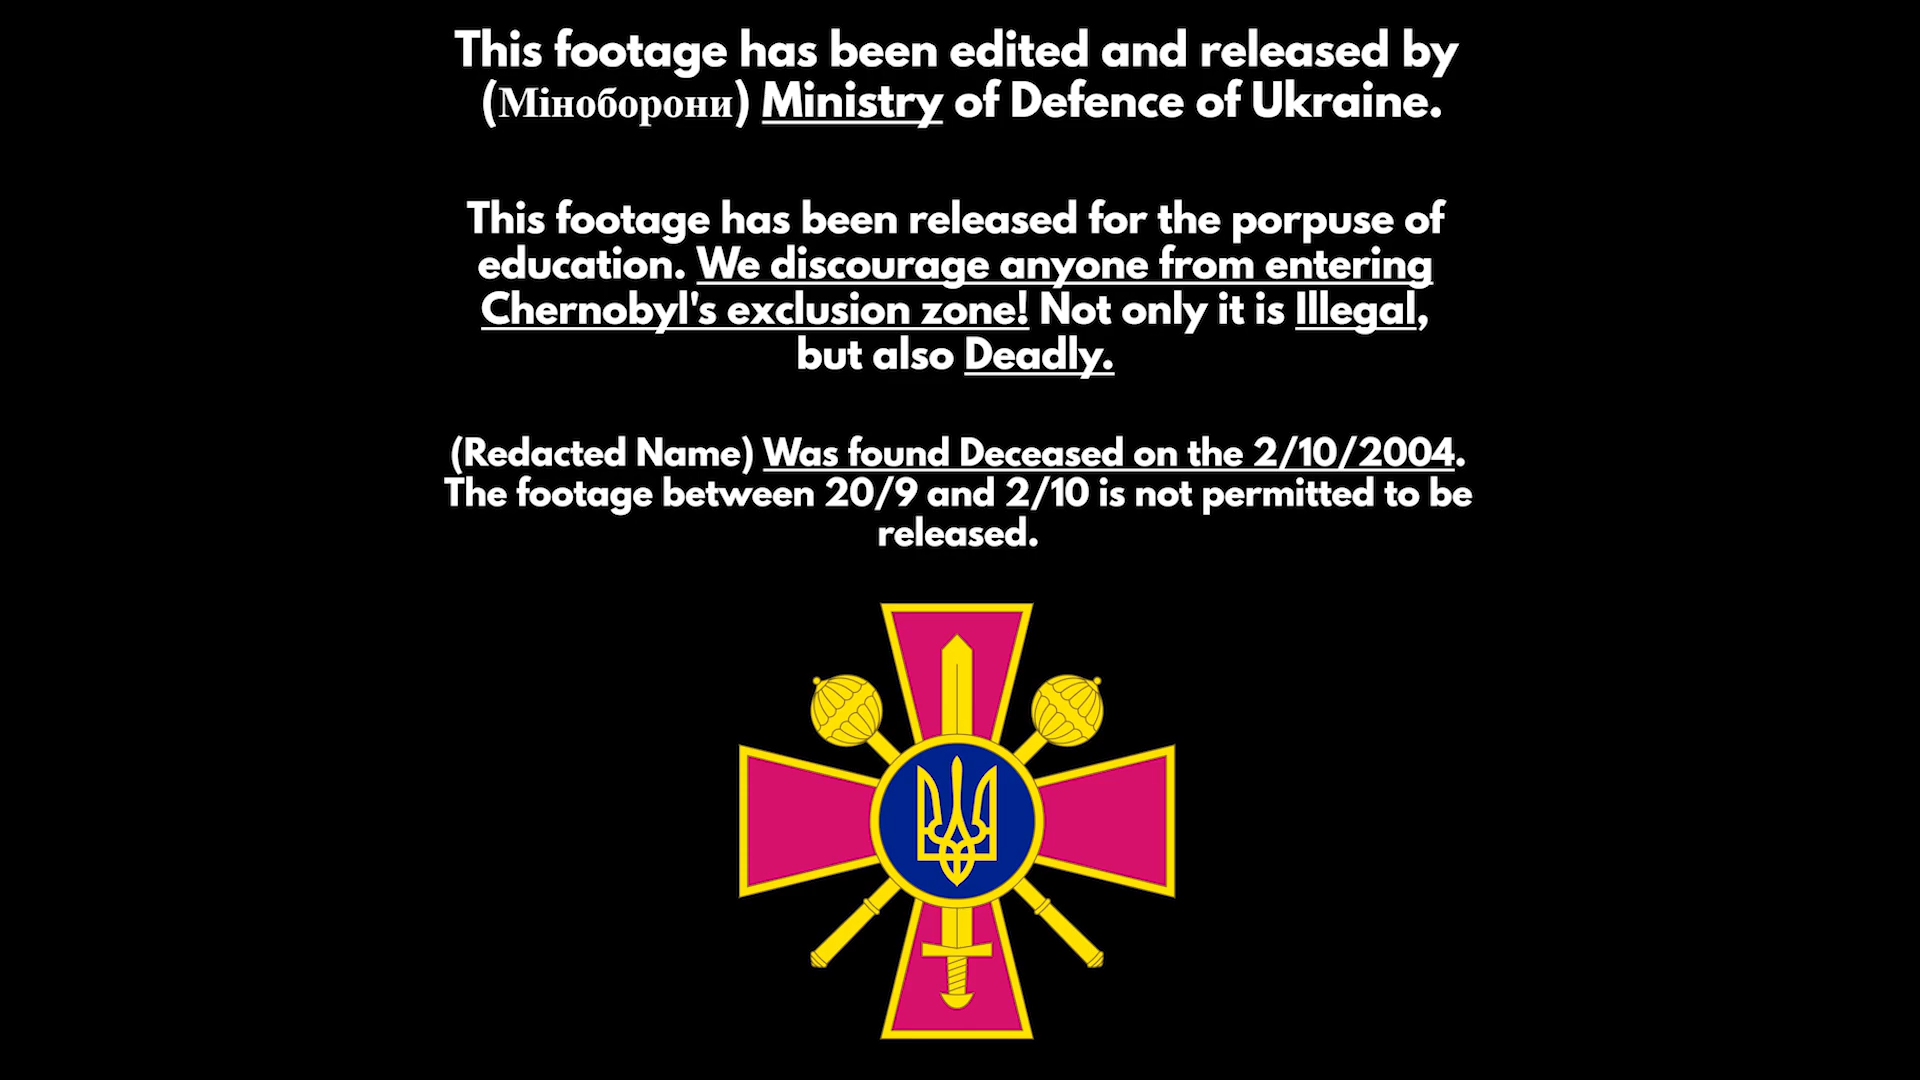 This footage has been edited and released by
(Міноборони) Ministry of Defence of Ukraine.
This footage has been released for the porpuse of
education. We discourage anyone from entering
Chernobyl's exclusion zone! Not only it is Illegal,
but also Deadly.
(Redacted Name) Was found Deceased on the 2/10/2004.
The footage between 20/9 and 2/10 is not permitted to be
released.